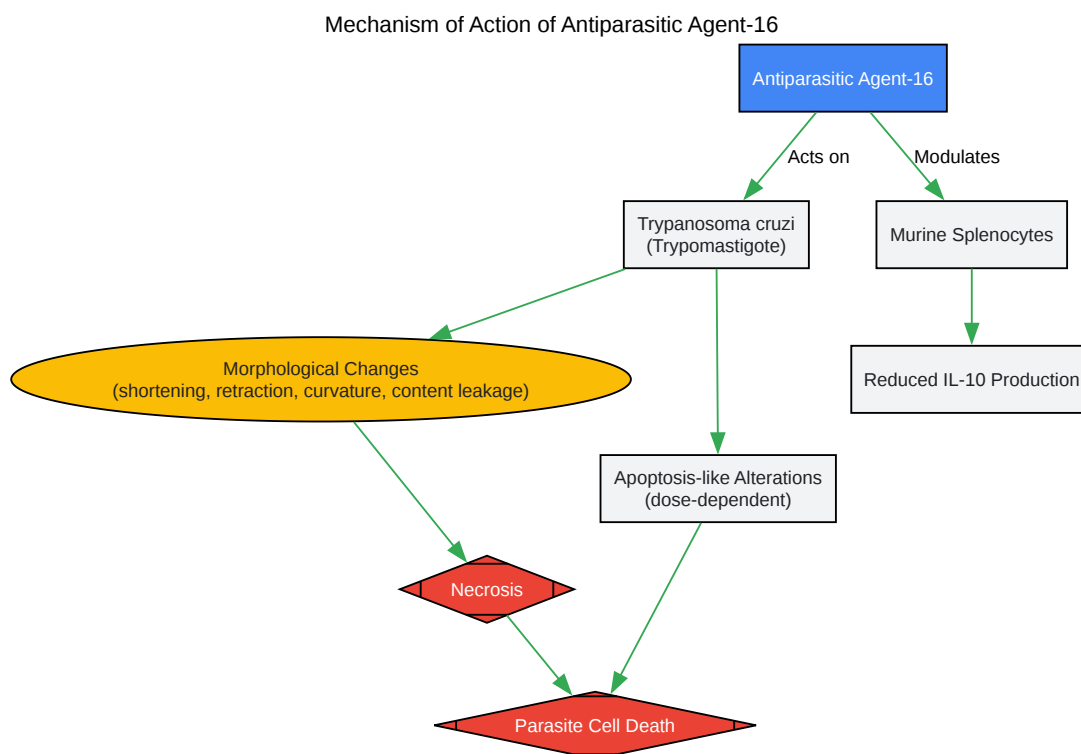 Mechanism of Action of Antiparasitic Agent-16
Antiparasitic Agent-16
Acts on
Modulates
Trypanosoma cruzi
(Trypomastigote)
Murine Splenocytes
Morphological Changes
(shortening, retraction, curvature, content leakage)
Reduced IL-10 Production
Apoptosis-like Alterations
(dose-dependent)
Necrosis
Parasite Cell Death